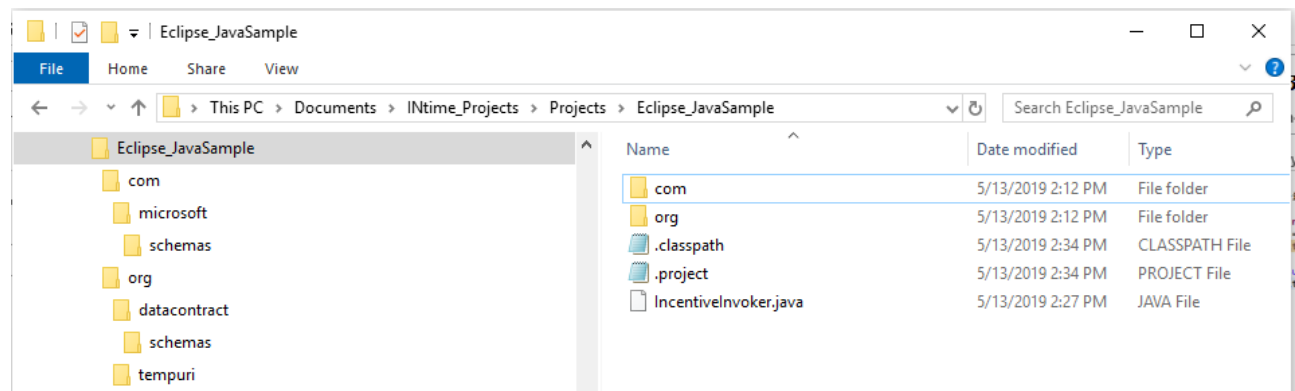 Eclipse_JavaSample
File Home Share View
This PC > Documents > INtime_Projects > Projects > Eclipse_JavaSample Search Eclipse_JavaSample
Eclipse_JavaSample
com
microsoft
schemas
org
datacontract
schemas
tempuri
Name Date modified Type
com 5/13/2019 2:12 PM File folder
org 5/13/2019 2:12 PM File folder
.classpath 5/13/2019 2:34 PM CLASSPATH File
.project 5/13/2019 2:34 PM PROJECT File
IncentiveInvoker.java 5/13/2019 2:27 PM JAVA File